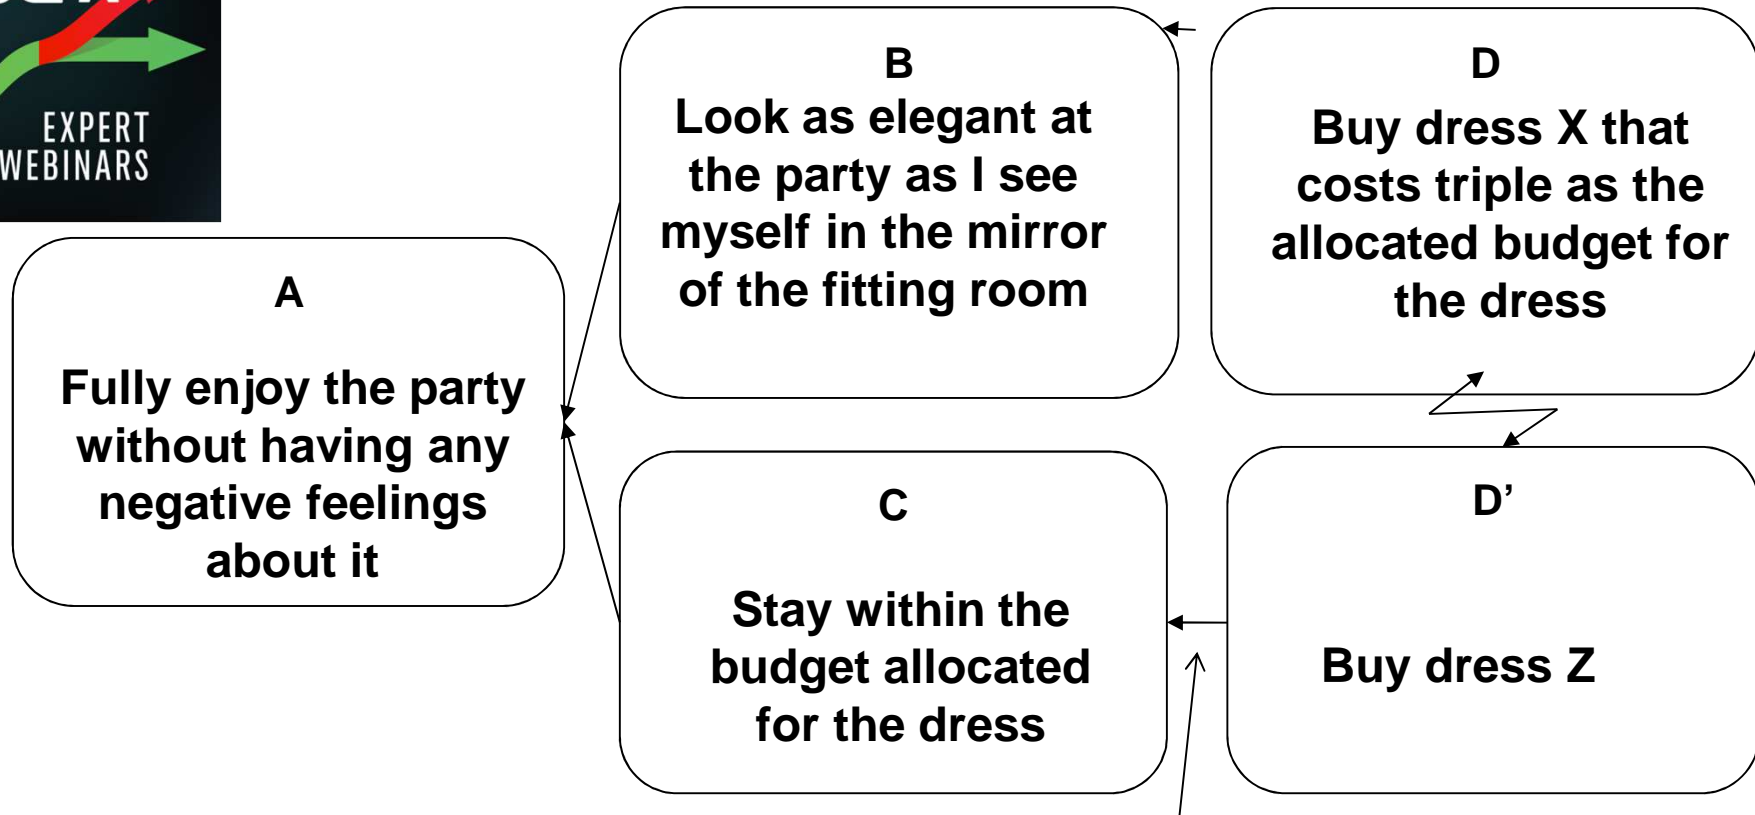 EXPERT
WEBINARS
A
Fully enjoy the party
without having any
negative feelings
about it
B
Look as elegant at
the party as I see
myself in the mirror
of the fitting room
C
Stay within the
budget allocated
for the dress
D
Buy dress X that
costs triple as the
allocated budget for
the dress
D’
Buy dress Z